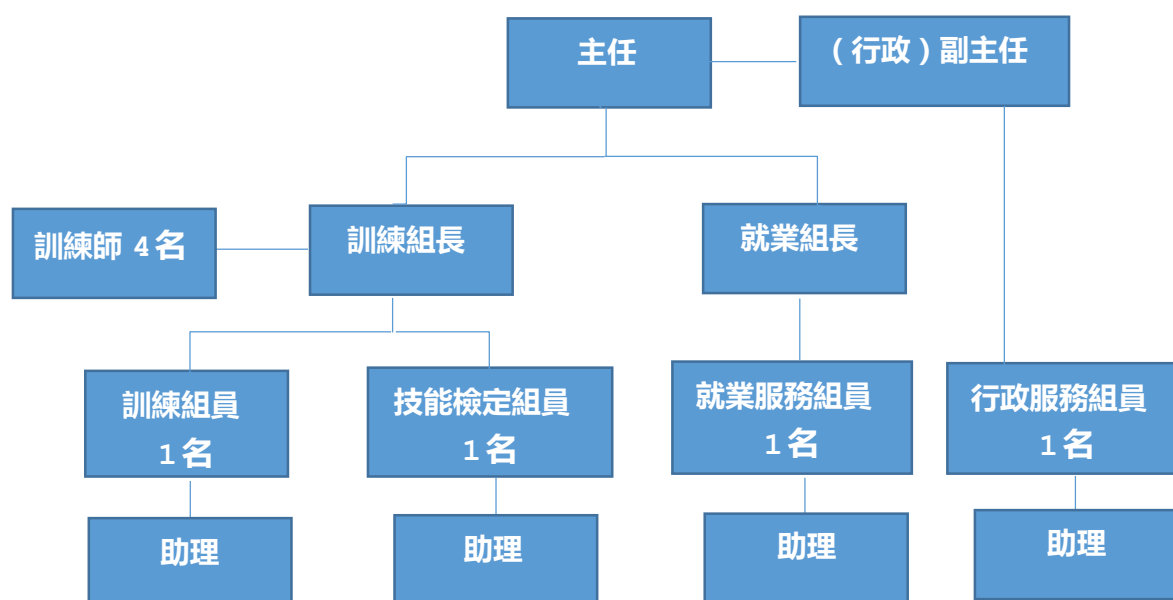 主任
（行政）副主任
訓練師 4名
訓練組長
就業組長
訓練組員
1名
技能檢定組員
1名
就業服務組員
1名
行政服務組員
1名
助理
助理
助理
助理